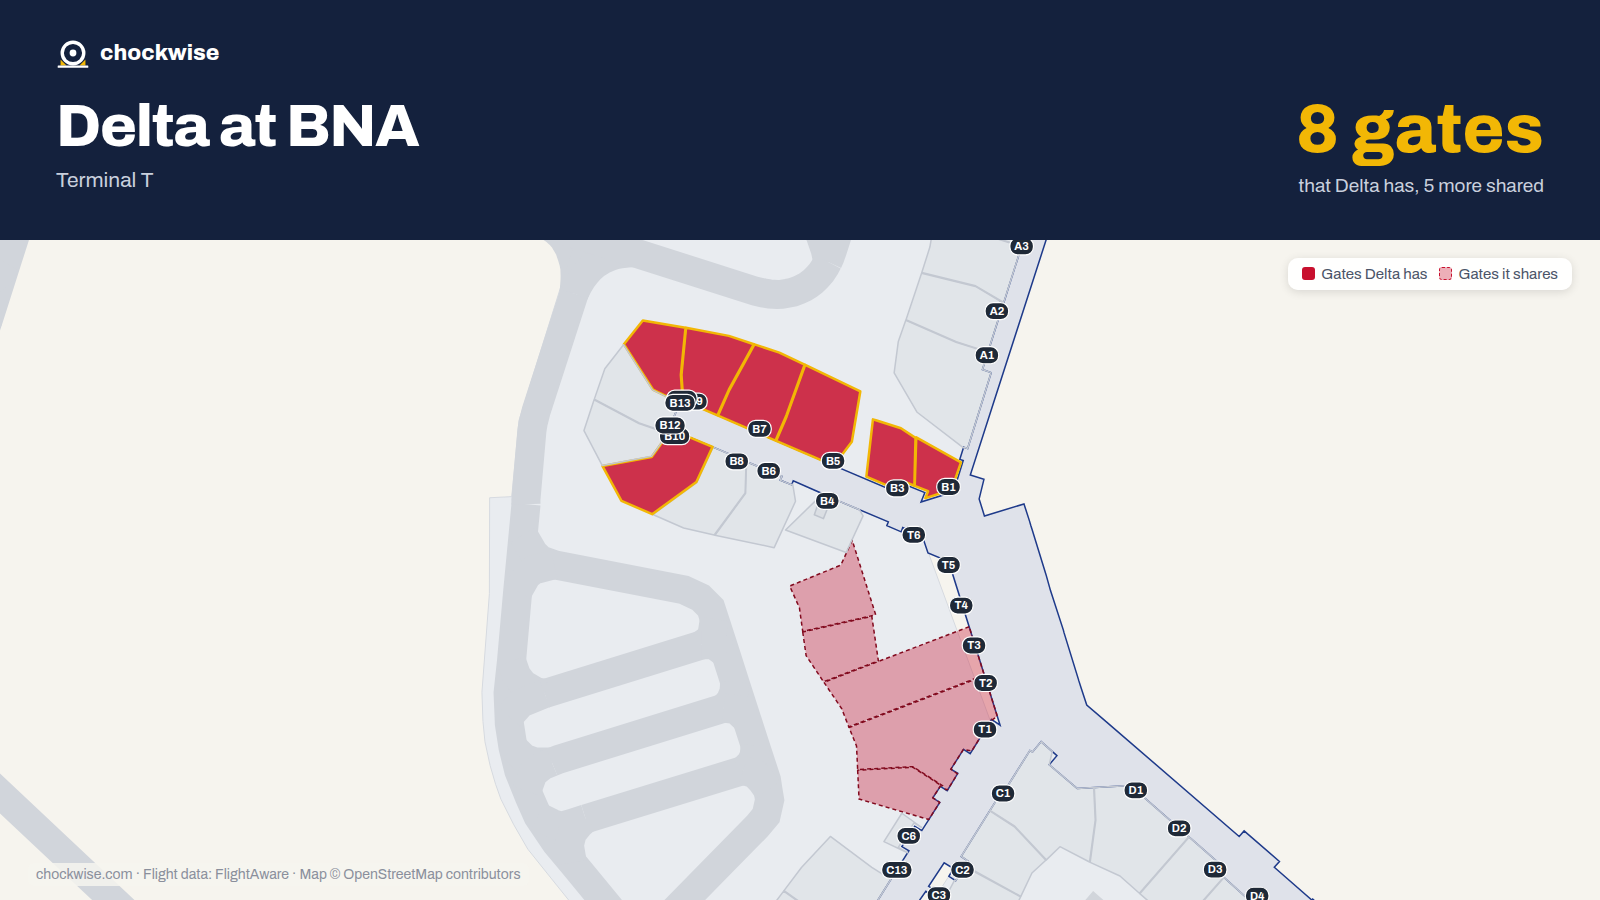 chockwise
Delta at BNA
Terminal T
8 gates
that Delta has, 5 more shared
Gates Delta has
Gates it shares
A3
A2
A1
B13
B12
B10
B7
B8
B6
B5
B4
B3
B1
T6
T5
T4
T3
T2
T1
C1
D1
D2
C6
C13
C2
D3
C3
D4
chockwise.com · Flight data: FlightAware · Map © OpenStreetMap contributors